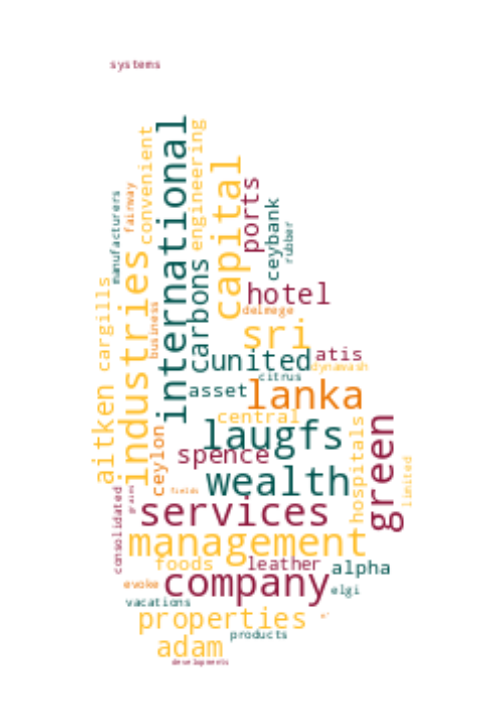 systems
international
convenient
engineering
capital
fairway
manufacturers
ports
ceybank
rubber
industries
carbons
cargills
hotel
deimege
business
sri
united
atis
dynawash
citrus
aitken
asset
lanka
central
laugfs
green
hospitals
ceylon
spence
wealth
limited
consolidated
grains
fields
services
management
foods
leather
alpha
evoke
company
elgi
vacations
properties
products
adam
developments